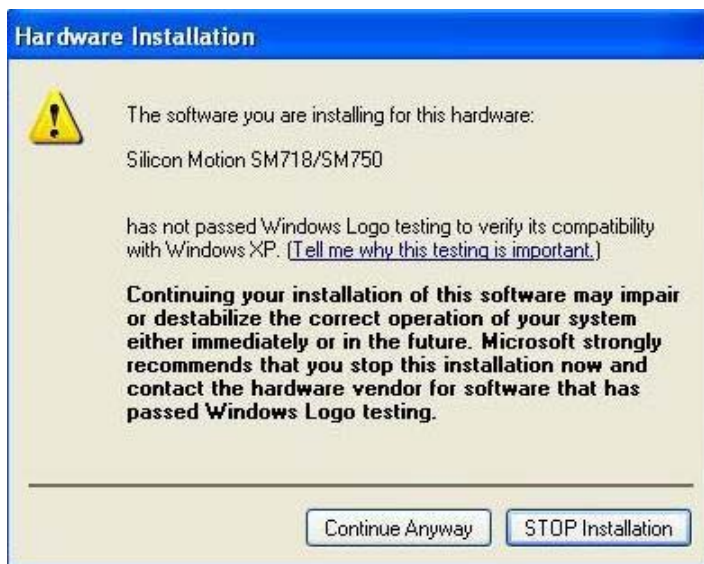 Hardware Installation
The software you are installing for this hardware:
Silicon Motion SM718/SM750
has not passed Windows Logo testing to verify its compatibility
with Windows XP. (Tell me why this testing is important.)
Continuing your installation of this software may impair
or destabilize the correct operation of your system
either immediately or in the future. Microsoft strongly
recommends that you stop this installation now and
contact the hardware vendor for software that has
passed Windows Logo testing.
Continue Anyway STOP Installation